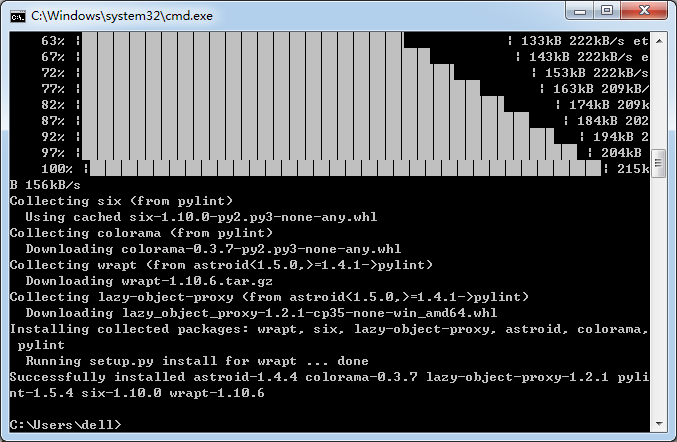 C:\Windows\system32\cmd.exe
63% | | 133kB 222kB/s et
67% | | 143kB 222kB/s e
72% | | 153kB 222kB/s
77% | | 163kB 209kB/
82% | | 174kB 209k
87% | | 184kB 202
92% | | 194kB 2
97% | | 204kB
100% | | 215k
B 156kB/s
Collecting six (from pylint)
Using cached six-1.10.0-py2.py3-none-any.whl
Collecting colorama (from pylint)
Downloading colorama-0.3.7-py2.py3-none-any.whl
Collecting wrapt (from astroid<1.5.0,>=1.4.1->pylint)
Downloading wrapt-1.10.6.tar.gz
Collecting lazy-object-proxy (from astroid<1.5.0,>=1.4.1->pylint)
Downloading lazy_object_proxy-1.2.1-cp35-none-win_amd64.whl
Installing collected packages: wrapt, six, lazy-object-proxy, astroid, colorama,
pylint
Running setup.py install for wrapt ... done
Successfully installed astroid-1.4.4 colorama-0.3.7 lazy-object-proxy-1.2.1 pyli
nt-1.5.4 six-1.10.0 wrapt-1.10.6
C:\Users\dell>